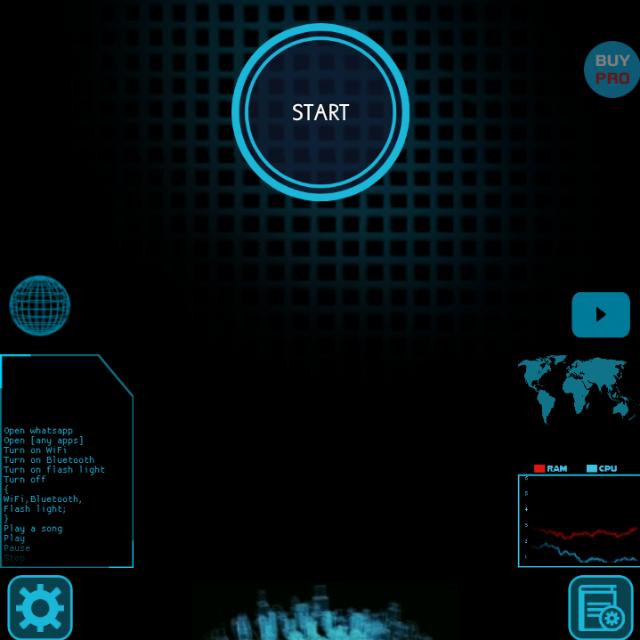 START
BUY
PRO
Open whatsapp
Open [any apps]
Turn on WiFi
Turn on Bluetooth
Turn on flash light
Turn off
{
WiFi,Bluetooth,
Flash light;
}
Play a song
Play
Pause
Stop
RAM CPU